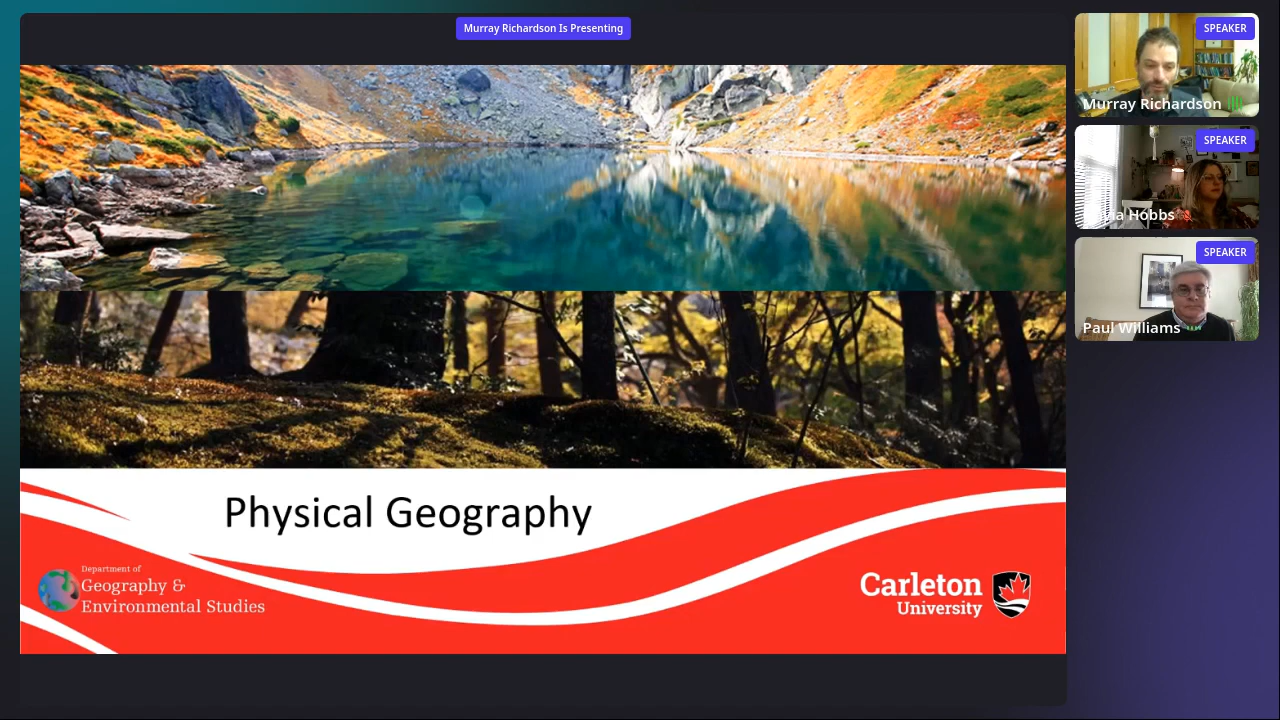 Murray Richardson Is Presenting
SPEAKER
Murray Richardson
SPEAKER
Hobbs
SPEAKER
Paul Williams
Physical Geography
Department of
Geography &
Environmental Studies
Carleton
University